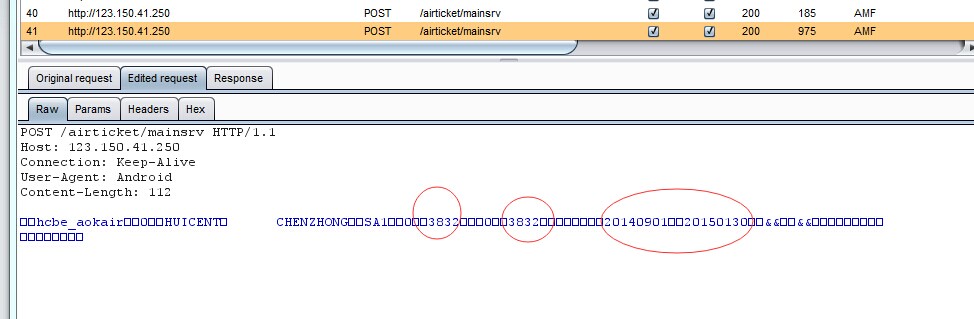 40 http://123.150.41.250 POST /airticket/mainsrv 200 185 AMF
41 http://123.150.41.250 POST /airticket/mainsrv 200 975 AMF
Original request Edited request Response
Raw Params Headers Hex
POST /airticket/mainsrv HTTP/1.1
Host: 123.150.41.250
Connection: Keep-Alive
User-Agent: Android
Content-Length: 112
□□hcbe_aokair□□0□□HUICENT□ CHENZHONG□□SA1□□0□□3832□□□0□□3832□□□□□□□□20140901□□20150130□□&&□□&□□□□□□□□□
□□□□□□□□